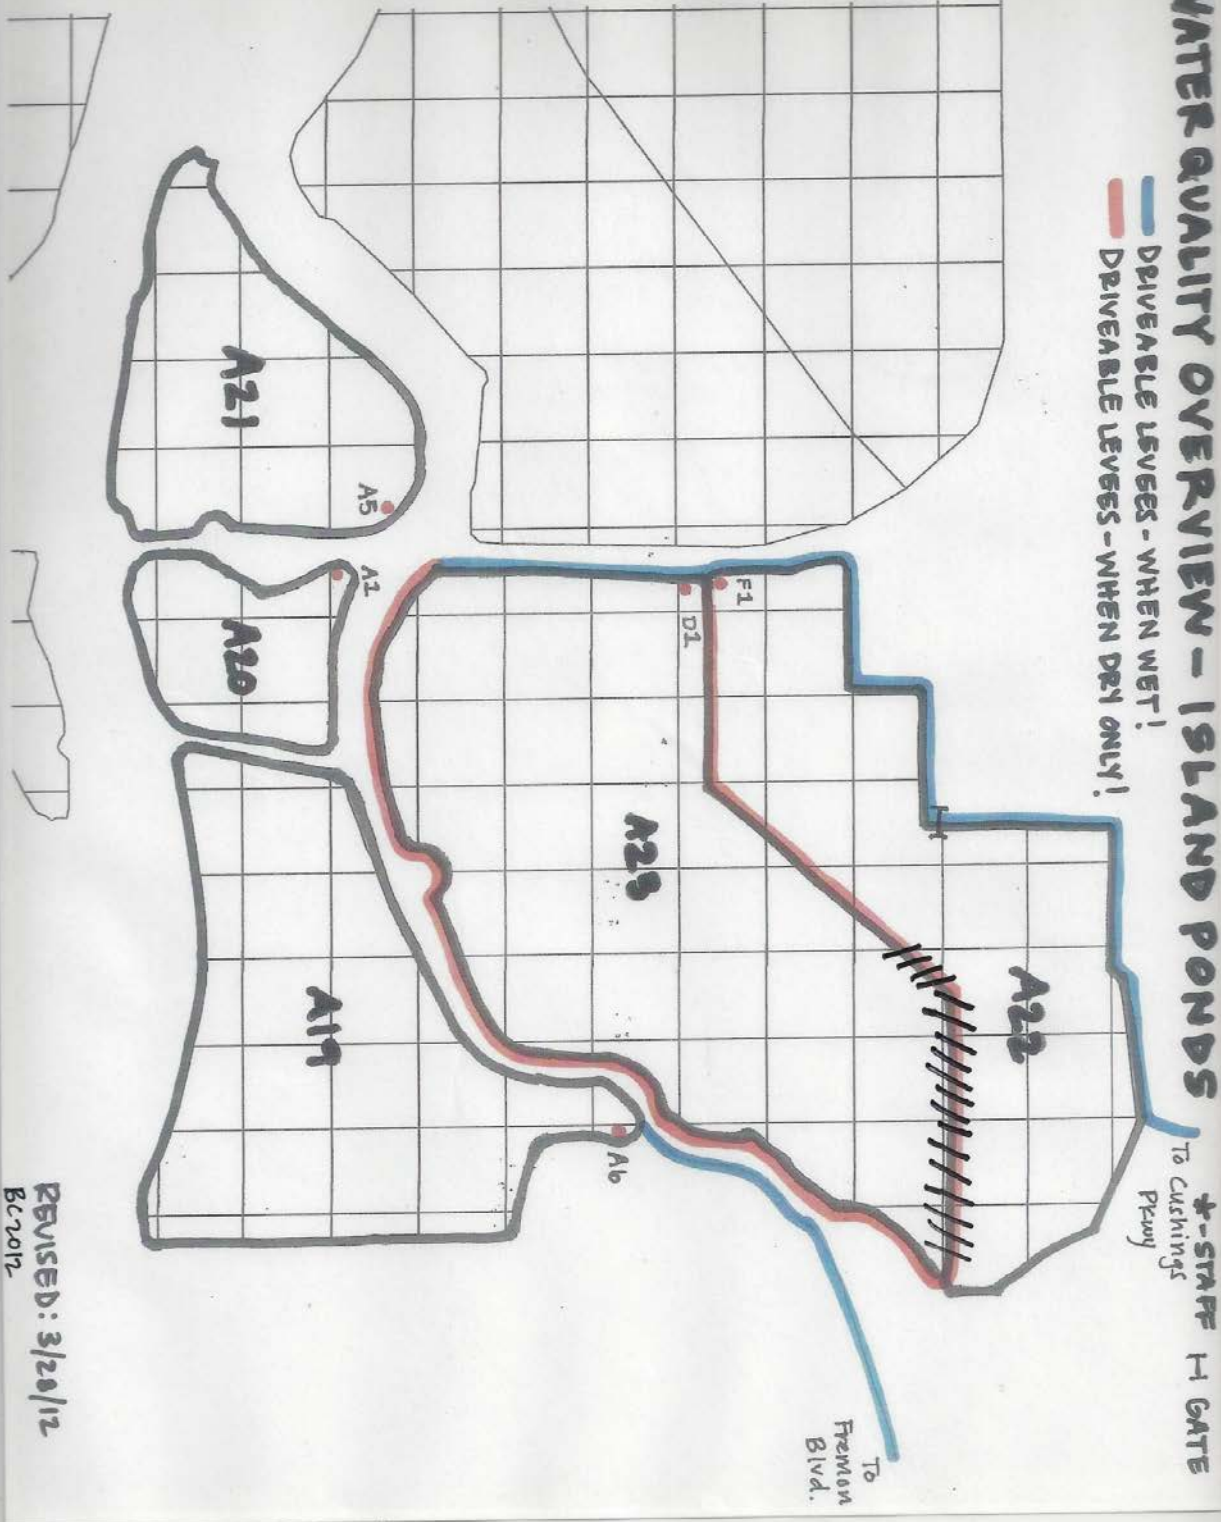 WATER QUALITY OVERVIEW - ISLAND PONDS
*-STAFF H GATE
DRIVEABLE LEVEES - WHEN WET!
DRIVEABLE LEVEES - WHEN DRY ONLY!
To Cushings
PKwy
A22
F1
D1
A23
To
Fremon
Blvd.
A6
A5
A1
A21
A20
A19
REVISED: 3/28/12
BC2012